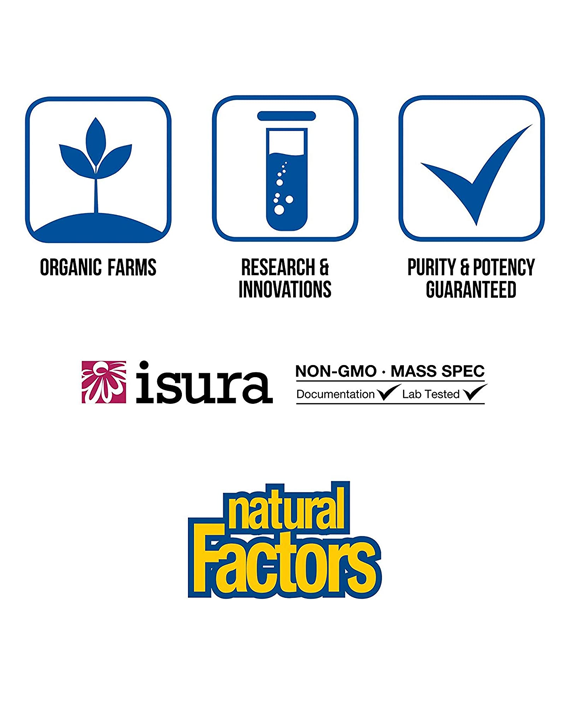 ORGANIC FARMS
RESEARCH &
INNOVATIONS
PURITY & POTENCY
GUARANTEED
isura
NON-GMO · MASS SPEC
Documentation Lab Tested
natural
Factors